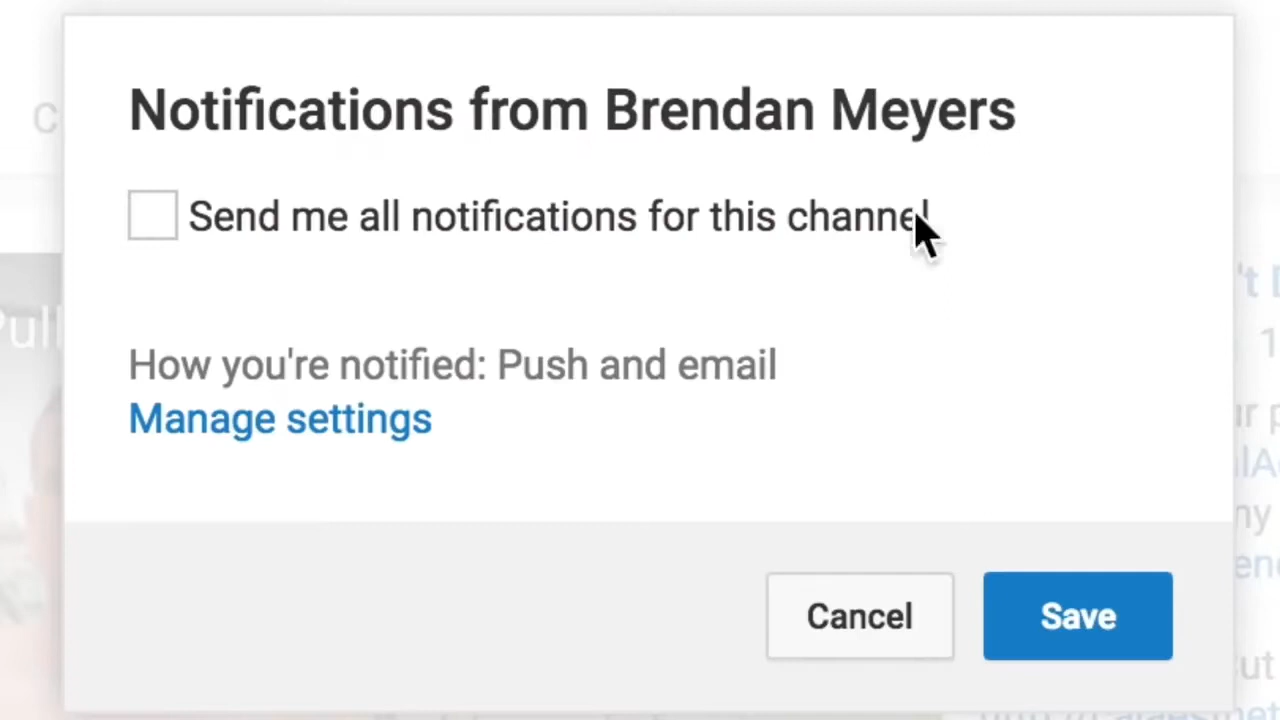 Notifications from Brendan Meyers
Send me all notifications for this channel
How you're notified: Push and email
Manage settings
Cancel
Save